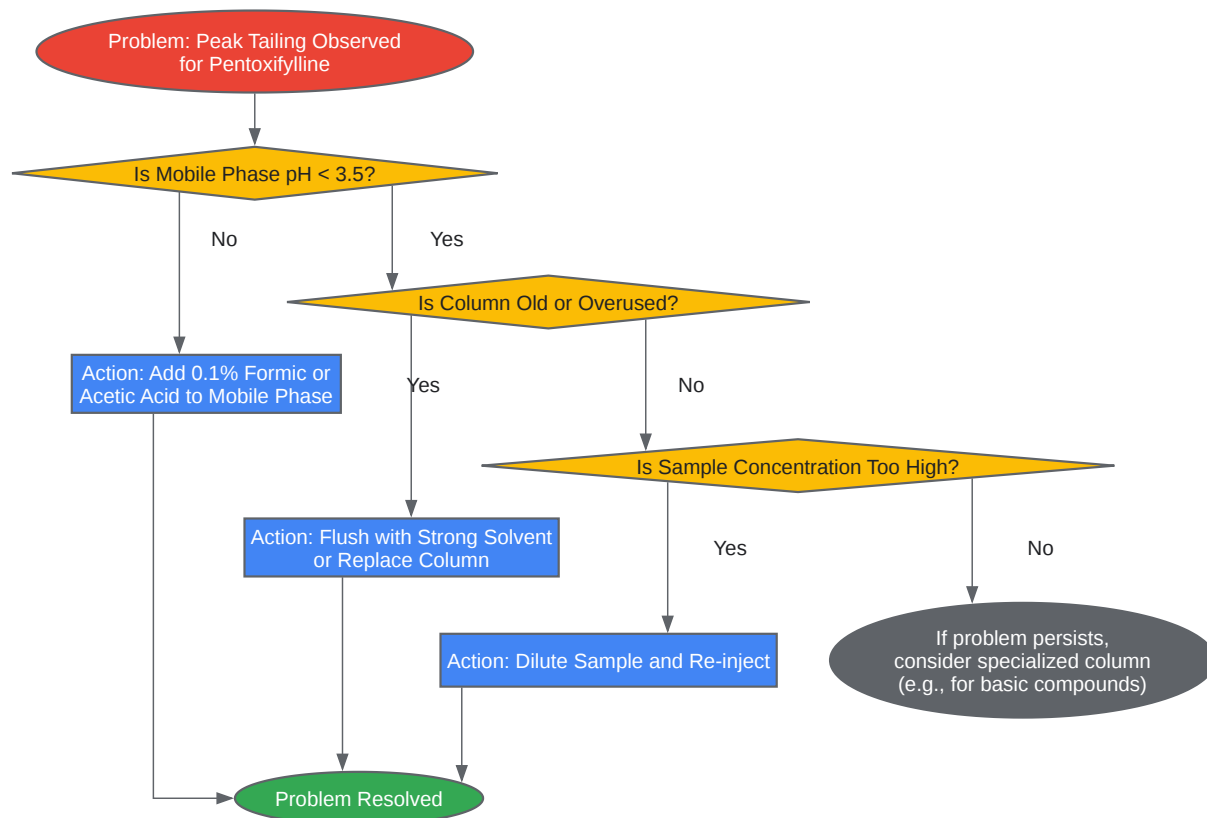 Problem: Peak Tailing Observed
for Pentoxifylline
Is Mobile Phase pH < 3.5?
No
Yes
Is Column Old or Overused?
Action: Add 0.1% Formic or
Acetic Acid to Mobile Phase
Yes
No
Is Sample Concentration Too High?
Action: Flush with Strong Solvent
or Replace Column
Yes
No
Action: Dilute Sample and Re-inject
If problem persists,
consider specialized column
(e.g., for basic compounds)
Problem Resolved